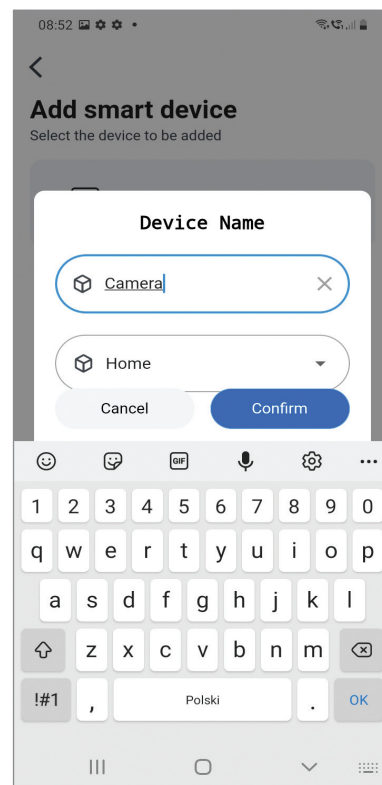 08:52
Add smart device
Select the device to be added
Device Name
Camera
Home
Cancel Confirm
GIF
1 2 3 4 5 6 7 8 9 0
q w e r t y u i o p
a s d f g h j k l
z x c v b n m
!#1 , Polski . OK